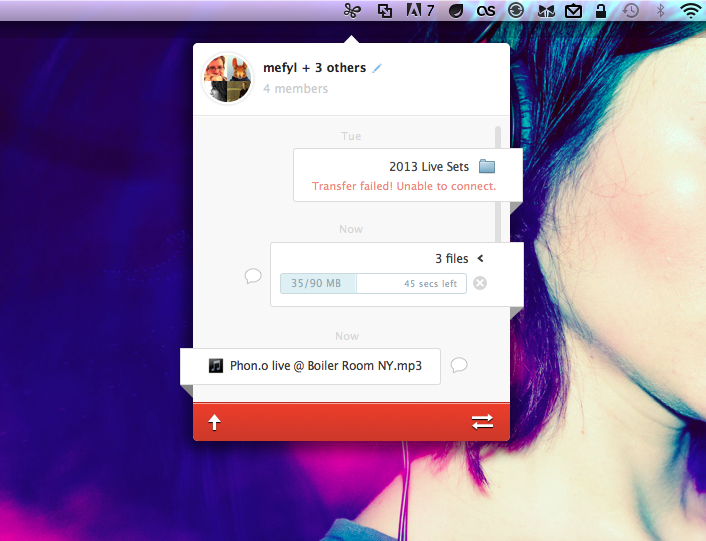 7
mefyl + 3 others
4 members
Tue
2013 Live Sets
Transfer failed! Unable to connect.
Now
3 files
35/90 MB 45 secs left
Now
Phon.o live @ Boiler Room NY.mp3